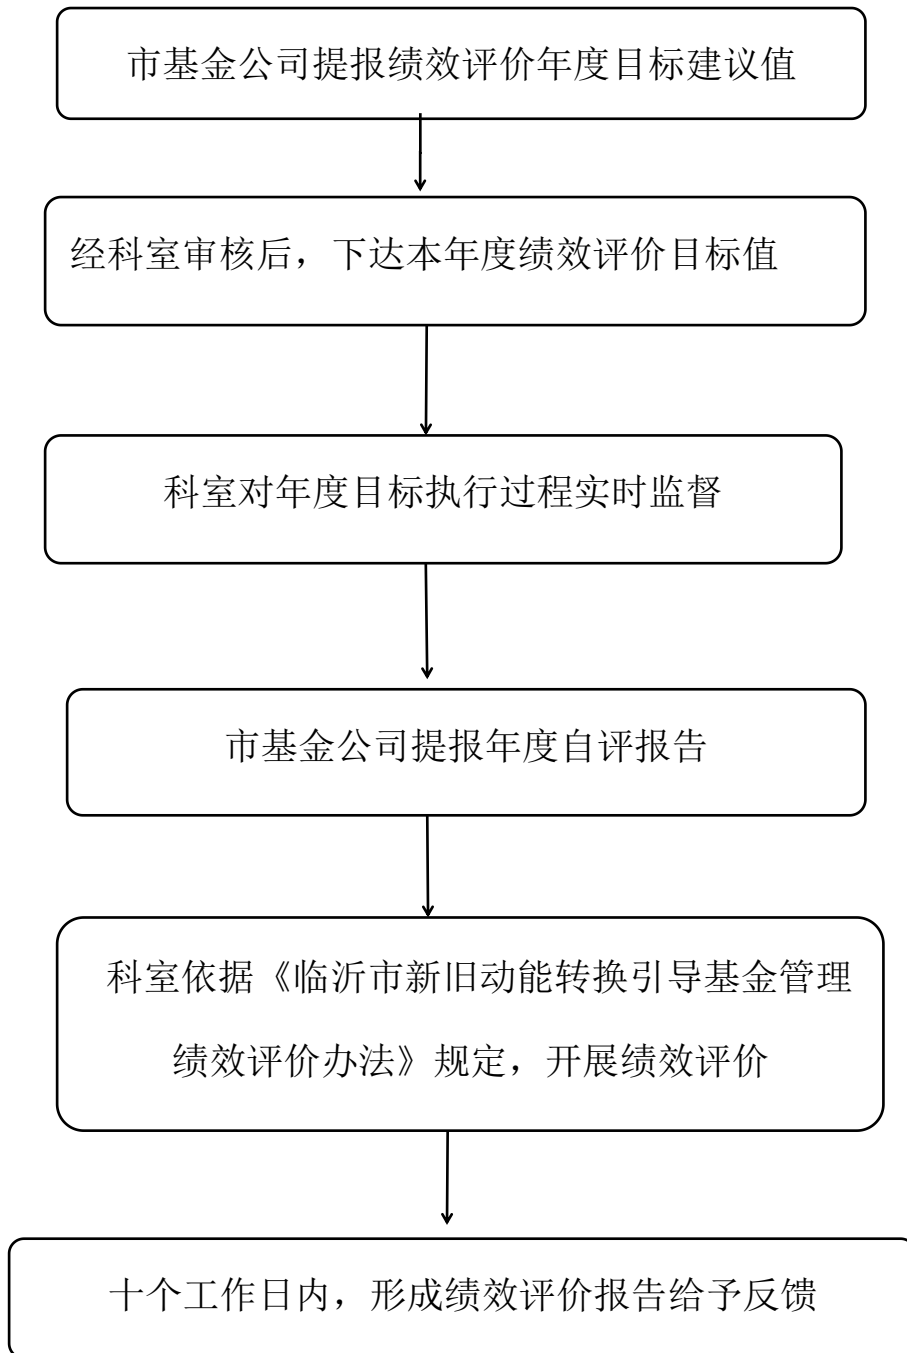 市基金公司提报绩效评价年度目标建议值
经科室审核后，下达本年度绩效评价目标值
科室对年度目标执行过程实时监督
市基金公司提报年度自评报告
科室依据《临沂市新旧动能转换引导基金管理
绩效评价办法》规定，开展绩效评价
十个工作日内，形成绩效评价报告给予反馈